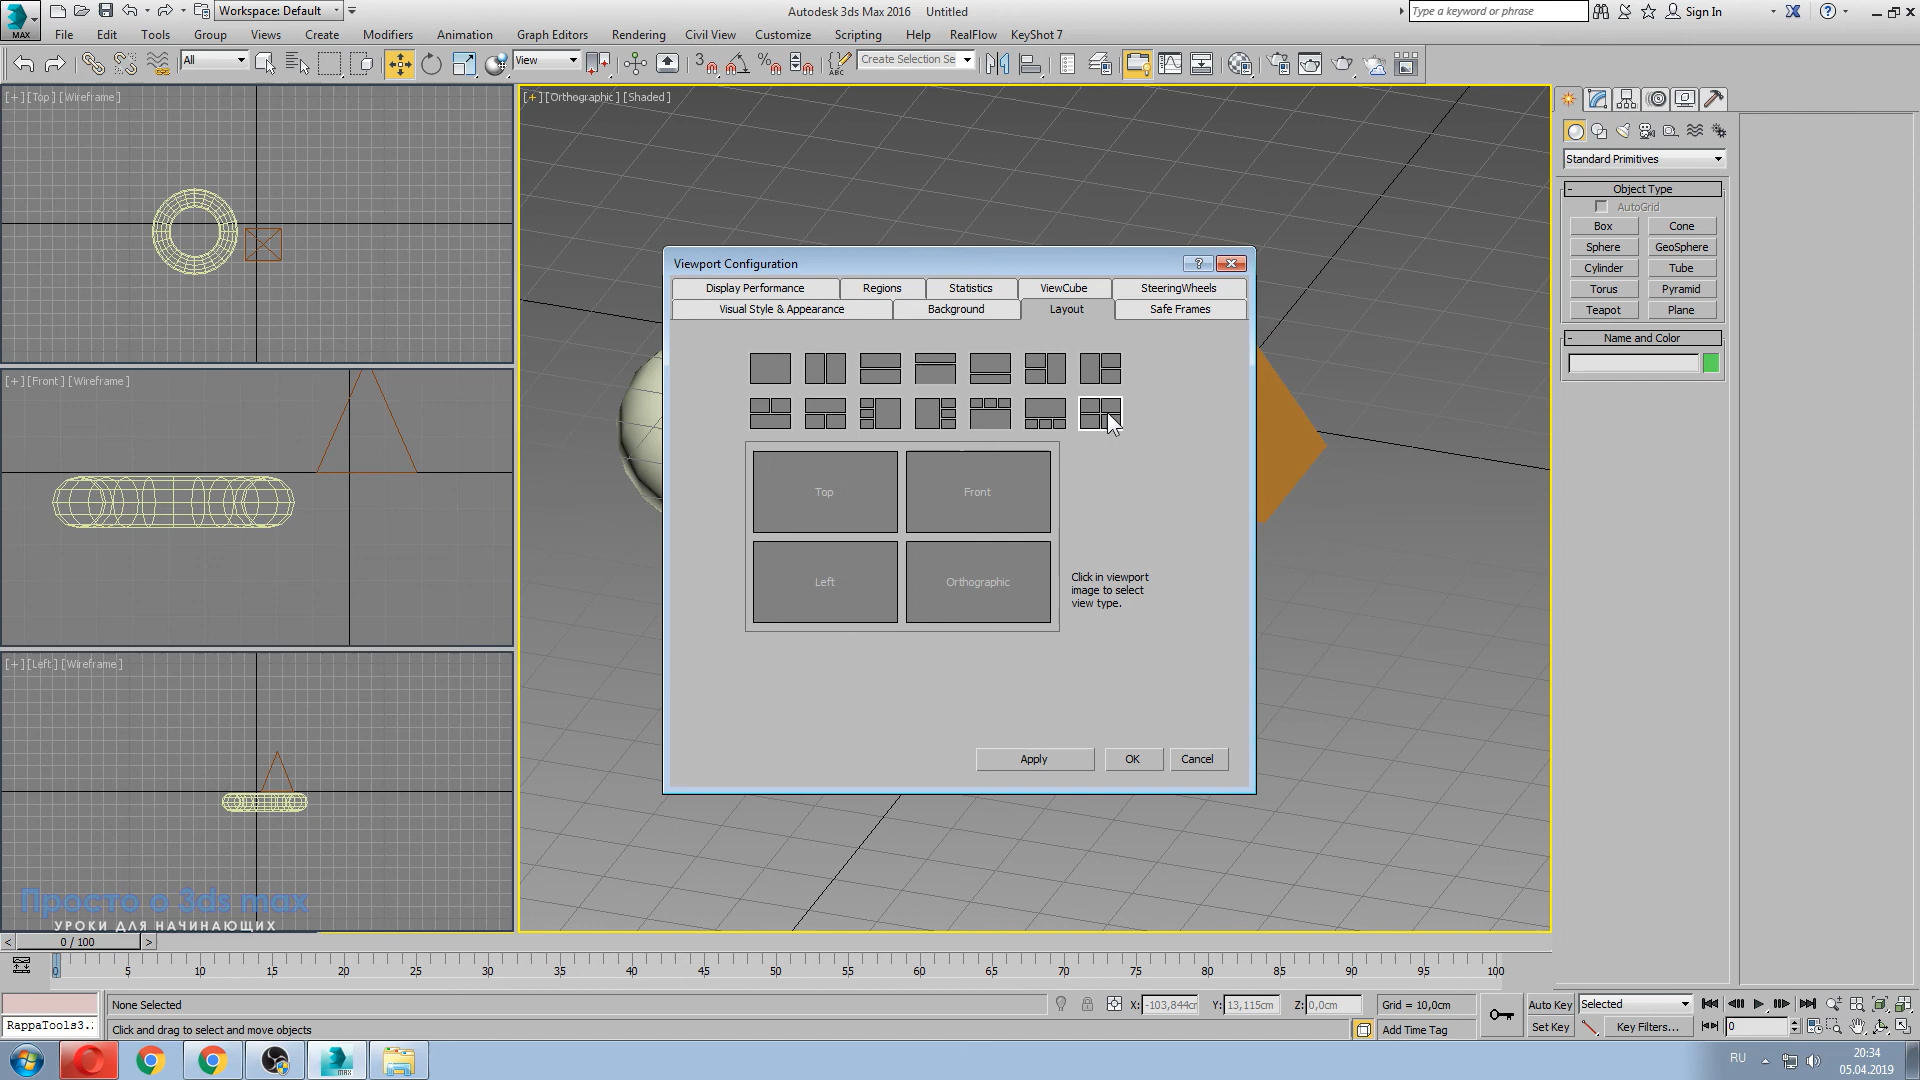 Workspace: Default
Autodesk 3ds Max 2016 Untitled
Type a keyword or phrase
Sign In
MAX
File Edit Tools Group Views Create Modifiers Animation Graph Editors Rendering Civil View Customize Scripting Help RealFlow KeyShot 7
All
View
3
ABC
Create Selection Se
[+][Top][Wireframe]
[+][Orthographic][Shaded]
Standard Primitives
- Object Type
AutoGrid
Box Cone
Sphere GeoSphere
Cylinder Tube
Torus Pyramid
Teapot Plane
- Name and Color
Viewport Configuration
Display Performance Regions Statistics ViewCube SteeringWheels
Visual Style & Appearance Background Layout Safe Frames
[+][Front][Wireframe]
Top Front
Left Orthographic
Click in viewport
image to select
view type.
[+][Left][Wireframe]
Apply OK Cancel
Просто о 3ds max
УРОКИ ДЛЯ НАЧИНАЮЩИХ
< 0 / 100 >
0 5 10 15 20 25 30 35 40 45 50 55 60 65 70 75 80 85 90 95 100
None Selected
X: -103,844cm Y: 13,115cm Z: 0,0cm Grid = 10,0cm
Auto Key Selected
RappaTools3.
Click and drag to select and move objects
Add Time Tag
Set Key Key Filters... 0
MAX
RU
20:34
05.04.2019